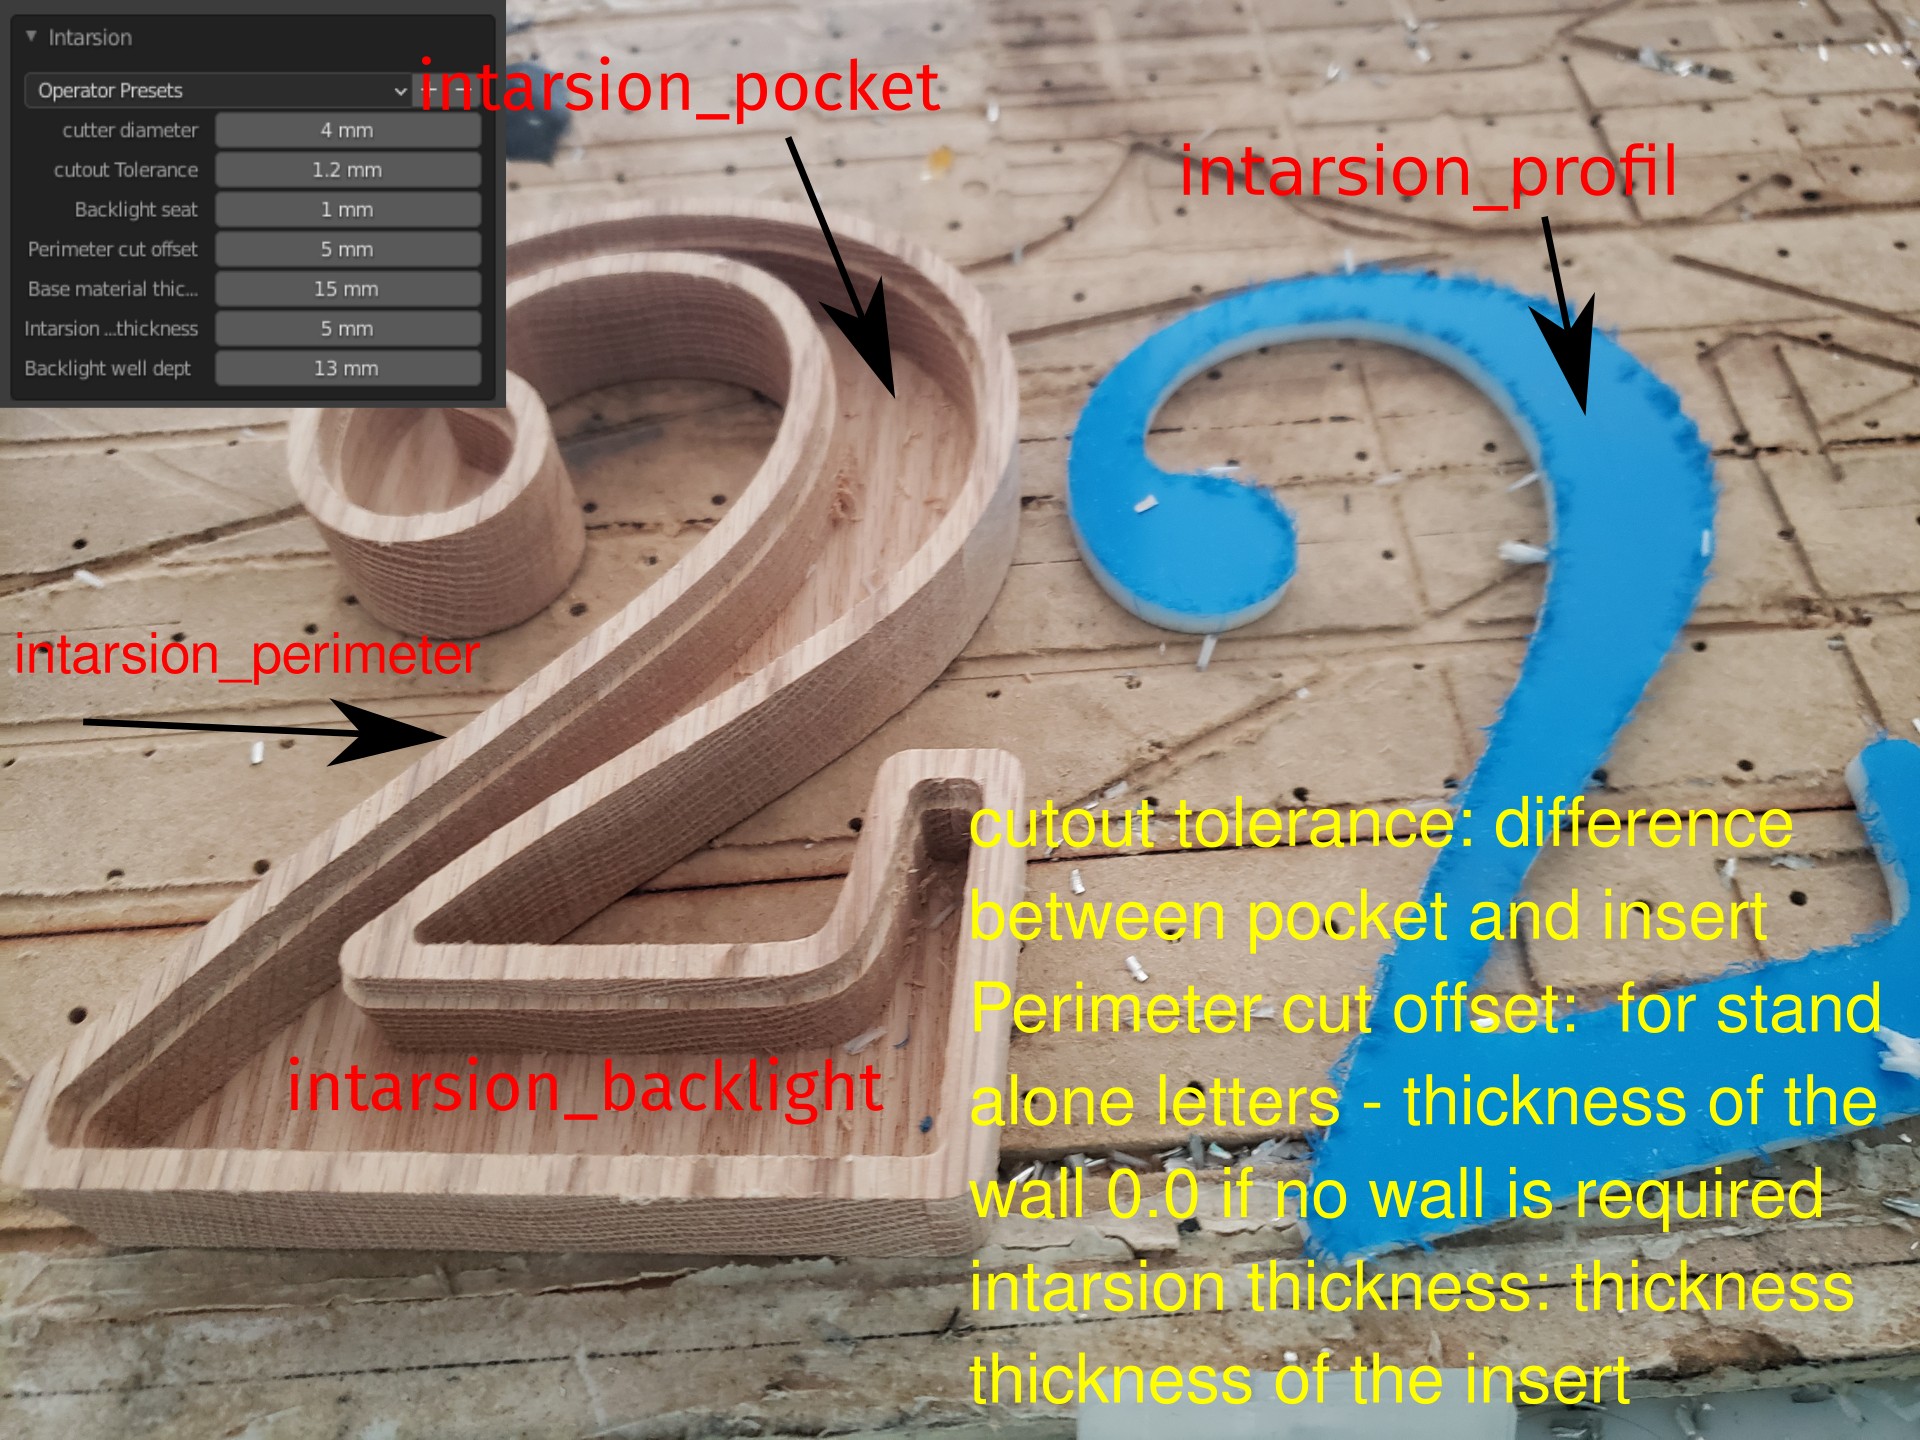 Intarsion
Operator Presets
cutter diameter 4 mm
cutout Tolerance 1.2 mm
Backlight seat 1 mm
Perimeter cut offset 5 mm
Base material thic... 15 mm
Intarsion ...thickness 5 mm
Backlight well dept 13 mm
intarsion_pocket
intarsion_profil
intarsion_perimeter
intarsion_backlight
cutout tolerance: difference
between pocket and insert
Perimeter cut offset: for stand
alone letters - thickness of the
wall 0.0 if no wall is required
intarsion thickness: thickness
thickness of the insert